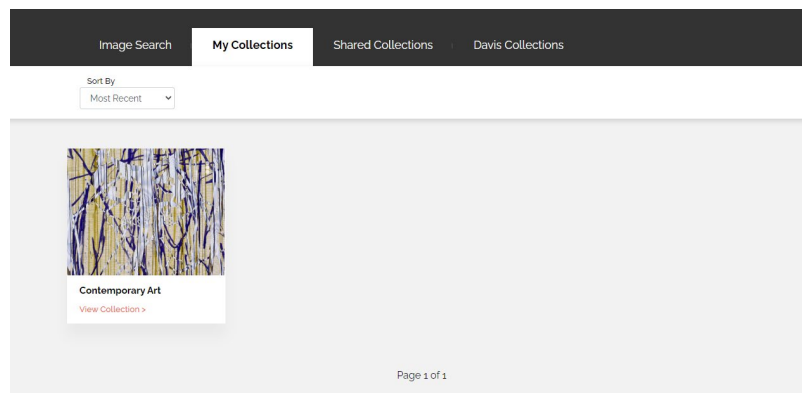 Image Search My Collections Shared Collections Davis Collections
Sort By
Most Recent
Contemporary Art
View Collection >
Page 1 of 1